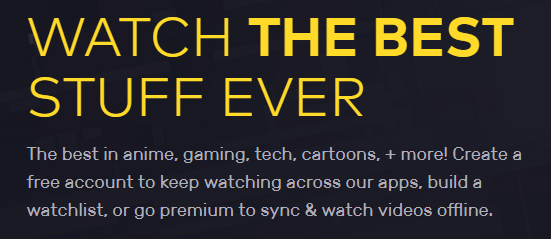 WATCH THE BEST
STUFF EVER
The best in anime, gaming, tech, cartoons, + more! Create a
free account to keep watching across our apps, build a
watchlist, or go premium to sync & watch videos offline.